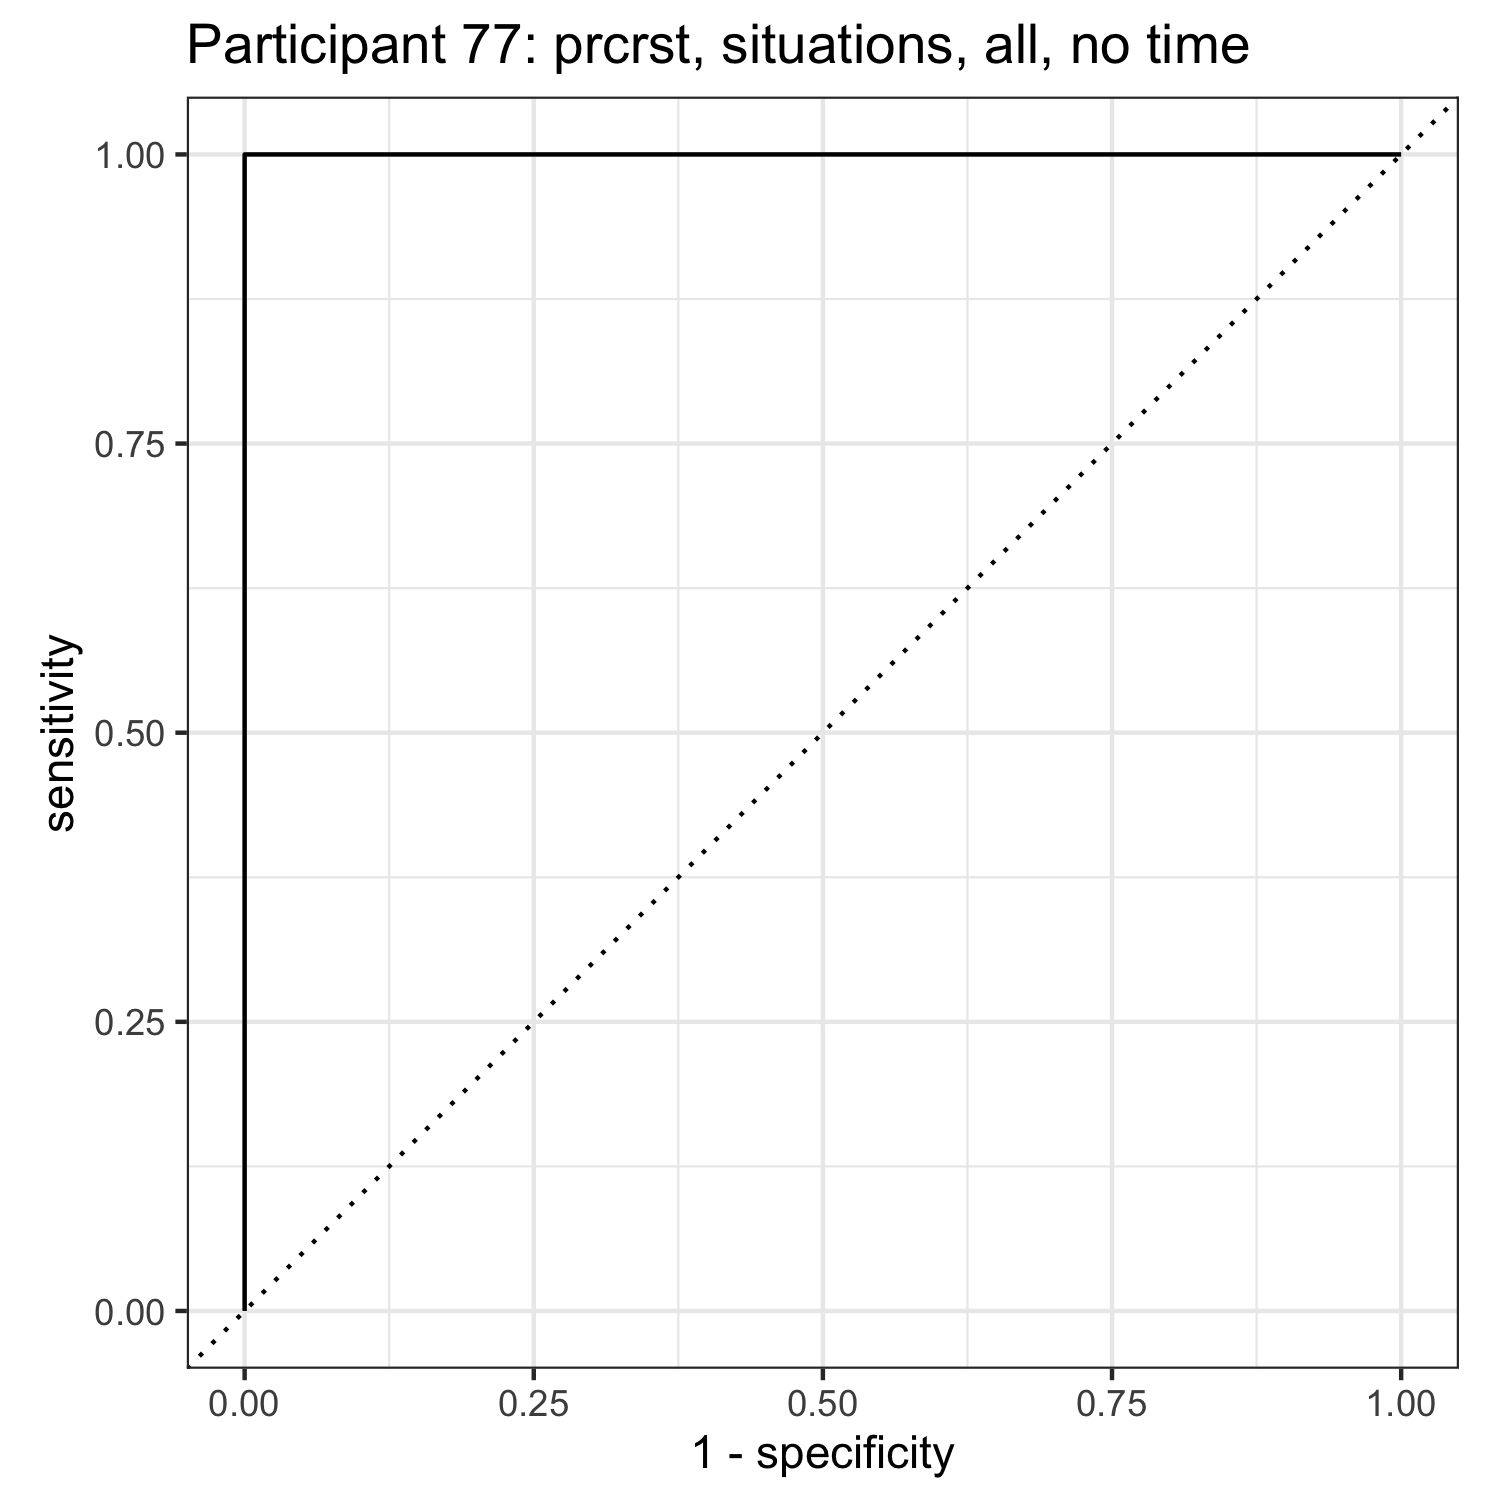 Participant 77: prcrst, situations, all, no time
1.00
0.75
0.50
0.25
0.00
sensitivity
0.00 0.25 0.50 0.75 1.00
1 - specificity